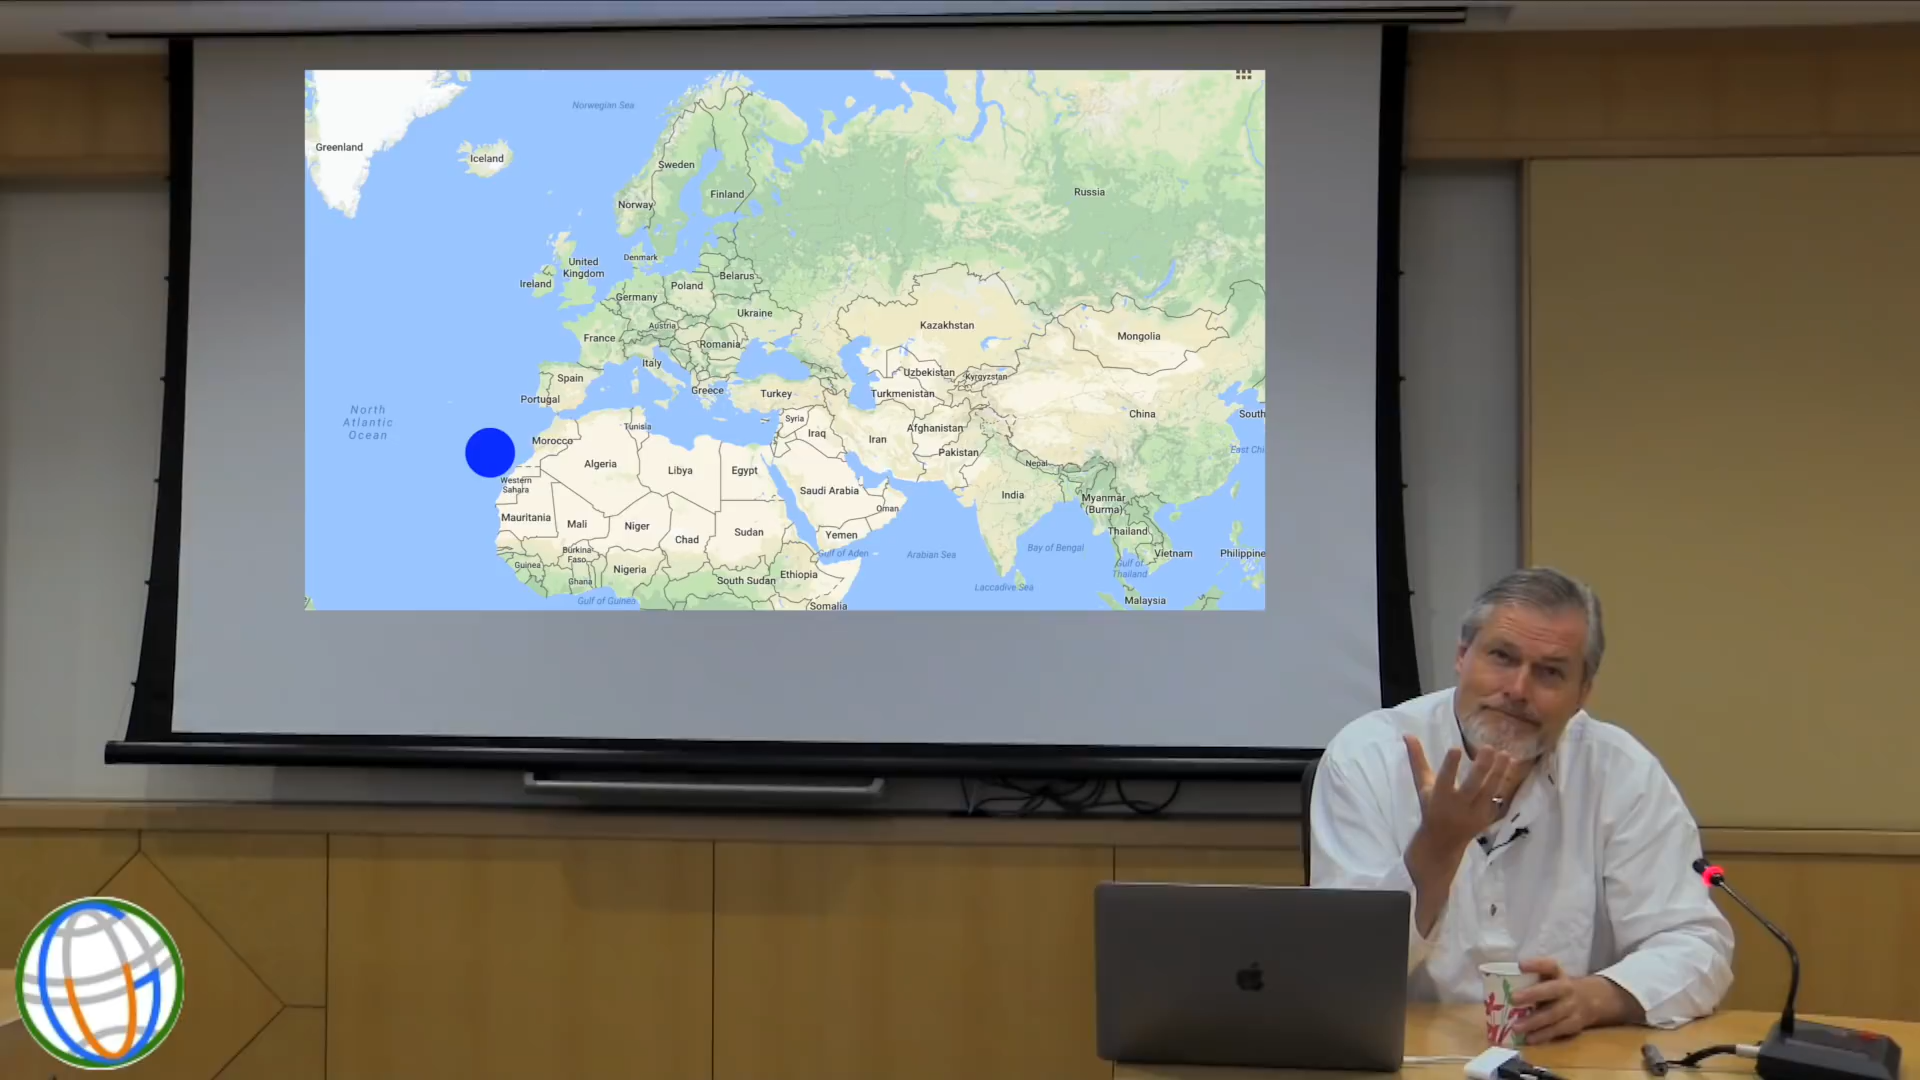 Norwegian Sea
Greenland
Iceland
Sweden
Finland
Russia
Norway
Denmark
United
Kingdom
Ireland
Belarus
Poland
Germany
Ukraine
Austria
Kazakhstan
France
Romania
Mongolia
Italy
Uzbekistan
Kyrgyzstan
Spain
Greece
Turkey
Turkmenistan
Portugal
North
Atlantic
Ocean
China
South
Syria
Tunisia
Iraq
Afghanistan
Morocco
Iran
East Chi
Pakistan
Algeria
Libya
Egypt
Nepal
Western
Sahara
Saudi Arabia
India
Myanmar
(Burma)
Oman
Mauritania
Mali
Niger
Chad
Sudan
Yemen
Thailand
Burkina
Faso
Gulf of Aden
Arabian Sea
Bay of Bengal
Vietnam
Philippine
Guinea
Nigeria
Gulf of
Thailand
Ghana
South Sudan
Ethiopia
Laccadive Sea
Gulf of Guinea
Somalia
Malaysia